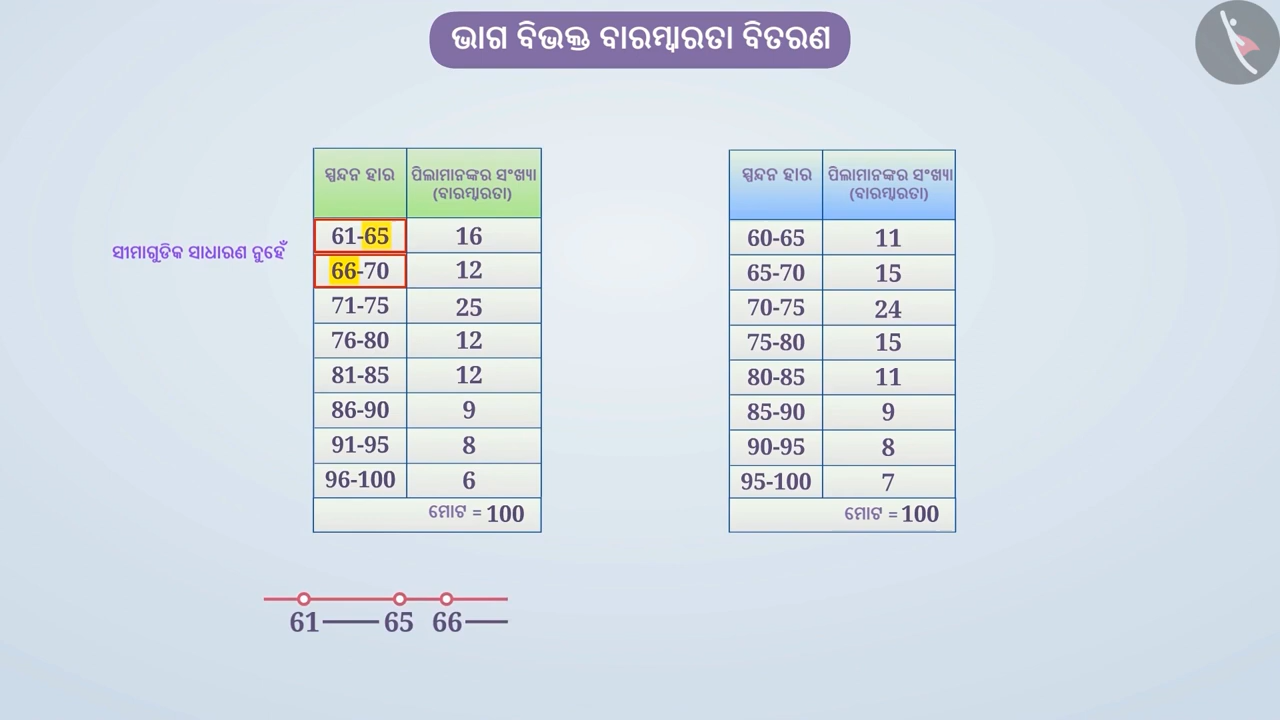 ଭାଗ ବିଭକ୍ତ ବାରମ୍ବାରତା ବିତରଣ
ସୀମାଗୁଡିକ ସାଧାରଣ ନୁହେଁ
ସ୍ପନ୍ଦନ ହାର ପିଲାମାନଙ୍କର ସଂଖ୍ୟା
(ବାରମ୍ବାରତା)
61-65 16
66-70 12
71-75 25
76-80 12
81-85 12
86-90 9
91-95 8
96-100 6
ମୋଟ = 100
ସ୍ପନ୍ଦନ ହାର ପିଲାମାନଙ୍କର ସଂଖ୍ୟା
(ବାରମ୍ବାରତା)
60-65 11
65-70 15
70-75 24
75-80 15
80-85 11
85-90 9
90-95 8
95-100 7
ମୋଟ = 100
61 65 66